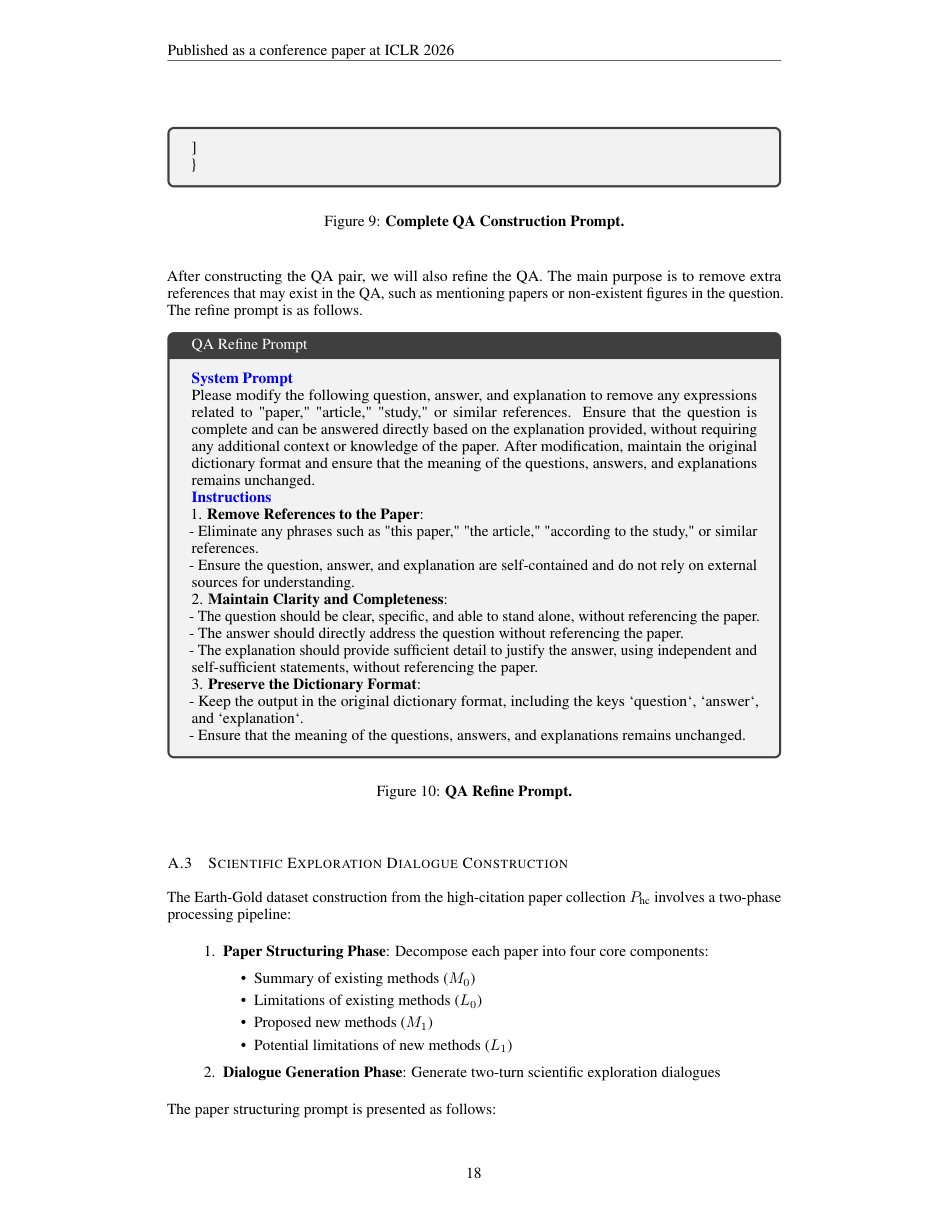 Published as a conference paper at ICLR 2026
]
}
Figure 9: Complete QA Construction Prompt.
After constructing the QA pair, we will also refine the QA. The main purpose is to remove extra
references that may exist in the QA, such as mentioning papers or non-existent figures in the question.
The refine prompt is as follows.
QA Refine Prompt
System Prompt
Please modify the following question, answer, and explanation to remove any expressions
related to "paper," "article," "study," or similar references. Ensure that the question is
complete and can be answered directly based on the explanation provided, without requiring
any additional context or knowledge of the paper. After modification, maintain the original
dictionary format and ensure that the meaning of the questions, answers, and explanations
remains unchanged.
Instructions
1. Remove References to the Paper:
- Eliminate any phrases such as "this paper," "the article," "according to the study," or similar
references.
- Ensure the question, answer, and explanation are self-contained and do not rely on external
sources for understanding.
2. Maintain Clarity and Completeness:
- The question should be clear, specific, and able to stand alone, without referencing the paper.
- The answer should directly address the question without referencing the paper.
- The explanation should provide sufficient detail to justify the answer, using independent and
self-sufficient statements, without referencing the paper.
3. Preserve the Dictionary Format:
- Keep the output in the original dictionary format, including the keys ‘question‘, ‘answer‘,
and ‘explanation‘.
- Ensure that the meaning of the questions, answers, and explanations remains unchanged.
Figure 10: QA Refine Prompt.
A.3 SCIENTIFIC EXPLORATION DIALOGUE CONSTRUCTION
The Earth-Gold dataset construction from the high-citation paper collection P_hc involves a two-phase
processing pipeline:
1. Paper Structuring Phase: Decompose each paper into four core components:
• Summary of existing methods (M_0)
• Limitations of existing methods (L_0)
• Proposed new methods (M_1)
• Potential limitations of new methods (L_1)
2. Dialogue Generation Phase: Generate two-turn scientific exploration dialogues
The paper structuring prompt is presented as follows:
18